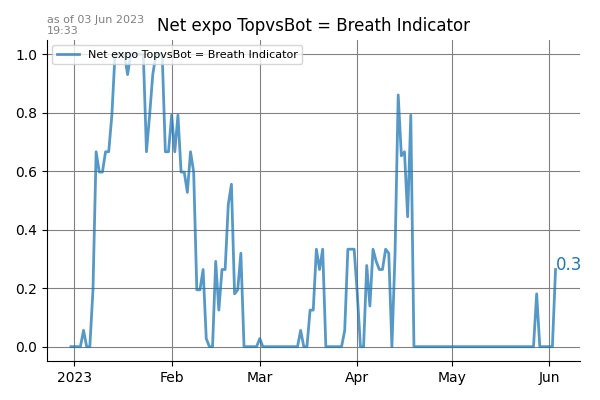 as of 03 Jun 2023
19:33
Net expo TopvsBot = Breath Indicator
Net expo TopvsBot = Breath Indicator
1.0
0.8
0.6
0.4
0.2
0.0
0.3
2023 Feb Mar Apr May Jun